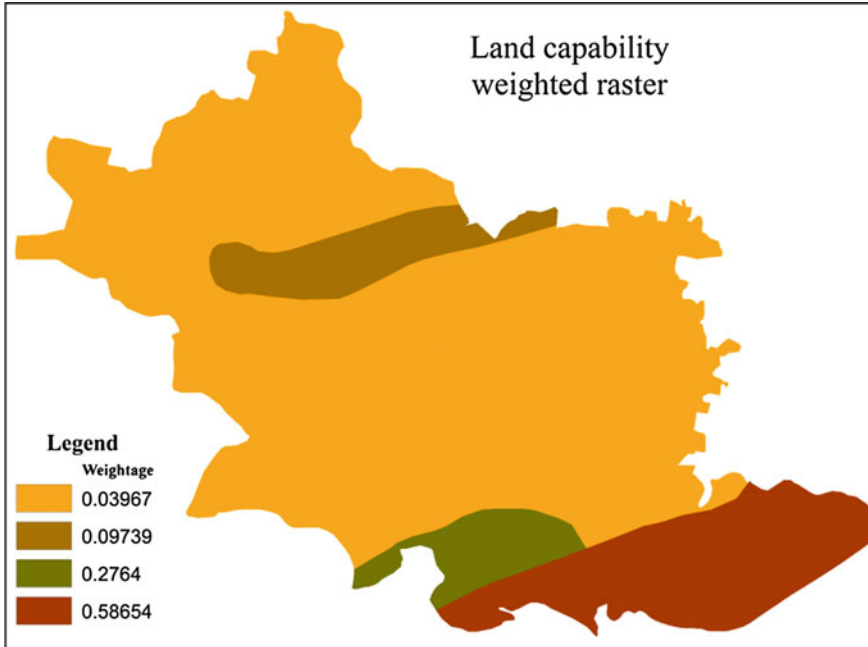 Land capability
weighted raster
Legend
Weightage
0.03967
0.09739
0.2764
0.58654